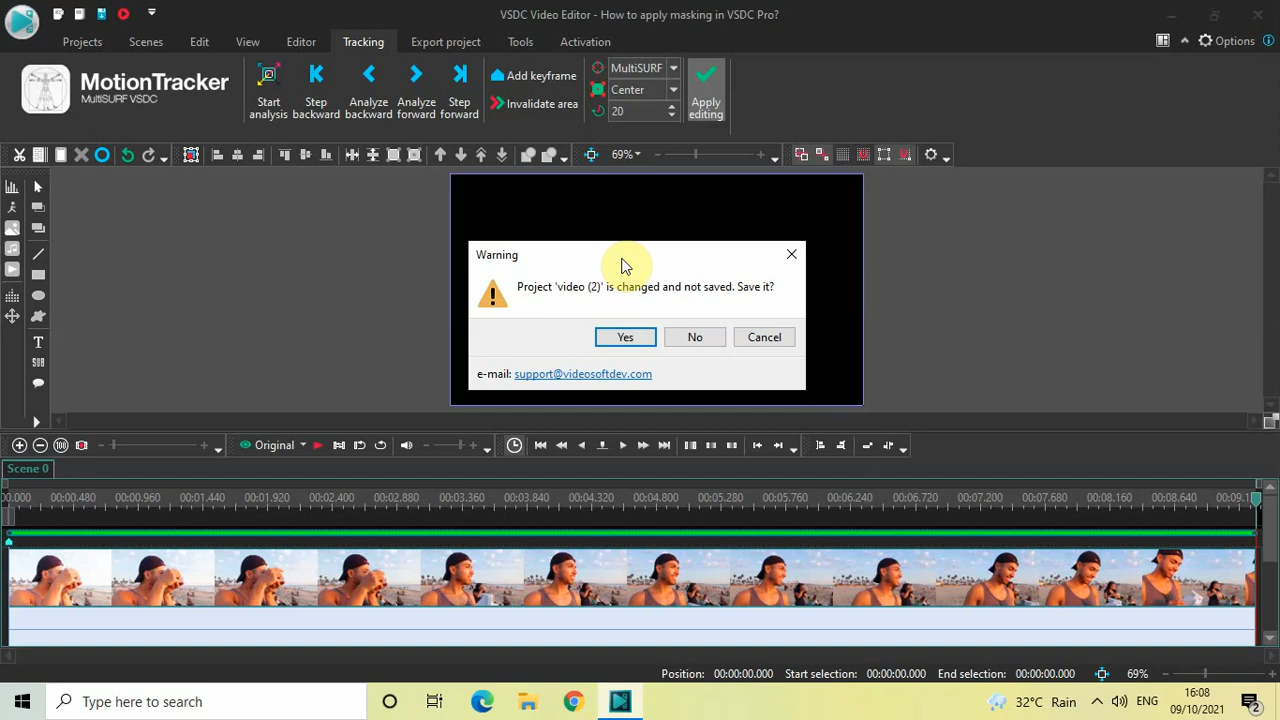 VSDC Video Editor - How to apply masking in VSDC Pro?
Projects Scenes Edit View Editor Tracking Export project Tools Activation Options
MotionTracker
MultiSURF VSDC
Start analysis
Step backward
Analyze backward
Analyze forward
Step forward
Add keyframe
Invalidate area
MultiSURF
Center
20
Apply editing
69%
Warning
Project 'video (2)' is changed and not saved. Save it?
Yes No Cancel
e-mail: support@videosoftdev.com
T
SUB
Original
Scene 0
00.000 00:00.480 00:00.960 00:01.440 00:01.920 00:02.400 00:02.880 00:03.360 00:03.840 00:04.320 00:04.800 00:05.280 00:05.760 00:06.240 00:06.720 00:07.200 00:07.680 00:08.160 00:08.640 00:09.1
Position: 00:00:00.000 Start selection: 00:00:00.000 End selection: 00:00:00.000 69%
Type here to search
32°C Rain
ENG
16:08
09/10/2021
2